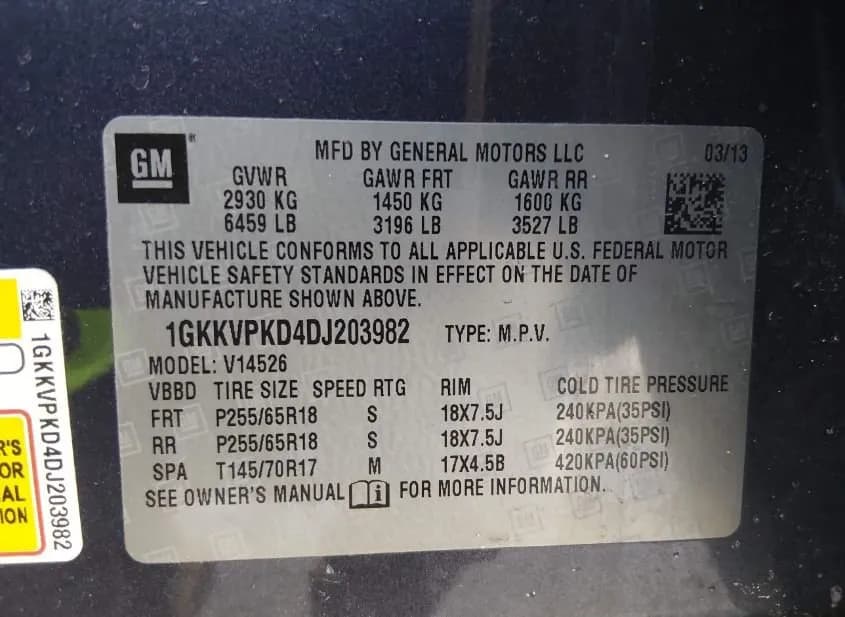 GM
MFD BY GENERAL MOTORS LLC 03/13
GVWR GAWR FRT GAWR RR
2930 KG 1450 KG 1600 KG
6459 LB 3196 LB 3527 LB
THIS VEHICLE CONFORMS TO ALL APPLICABLE U.S. FEDERAL MOTOR
VEHICLE SAFETY STANDARDS IN EFFECT ON THE DATE OF
MANUFACTURE SHOWN ABOVE.
1GKKVPKD4DJ203982 TYPE: M.P.V.
MODEL: V14526
VBBD TIRE SIZE SPEED RTG RIM COLD TIRE PRESSURE
FRT P255/65R18 S 18X7.5J 240KPA(35PSI)
RR P255/65R18 S 18X7.5J 240KPA(35PSI)
SPA T145/70R17 M 17X4.5B 420KPA(60PSI)
SEE OWNER'S MANUAL i FOR MORE INFORMATION.
1GKKVPKD4DJ203982
R'S
OR
AL
ION